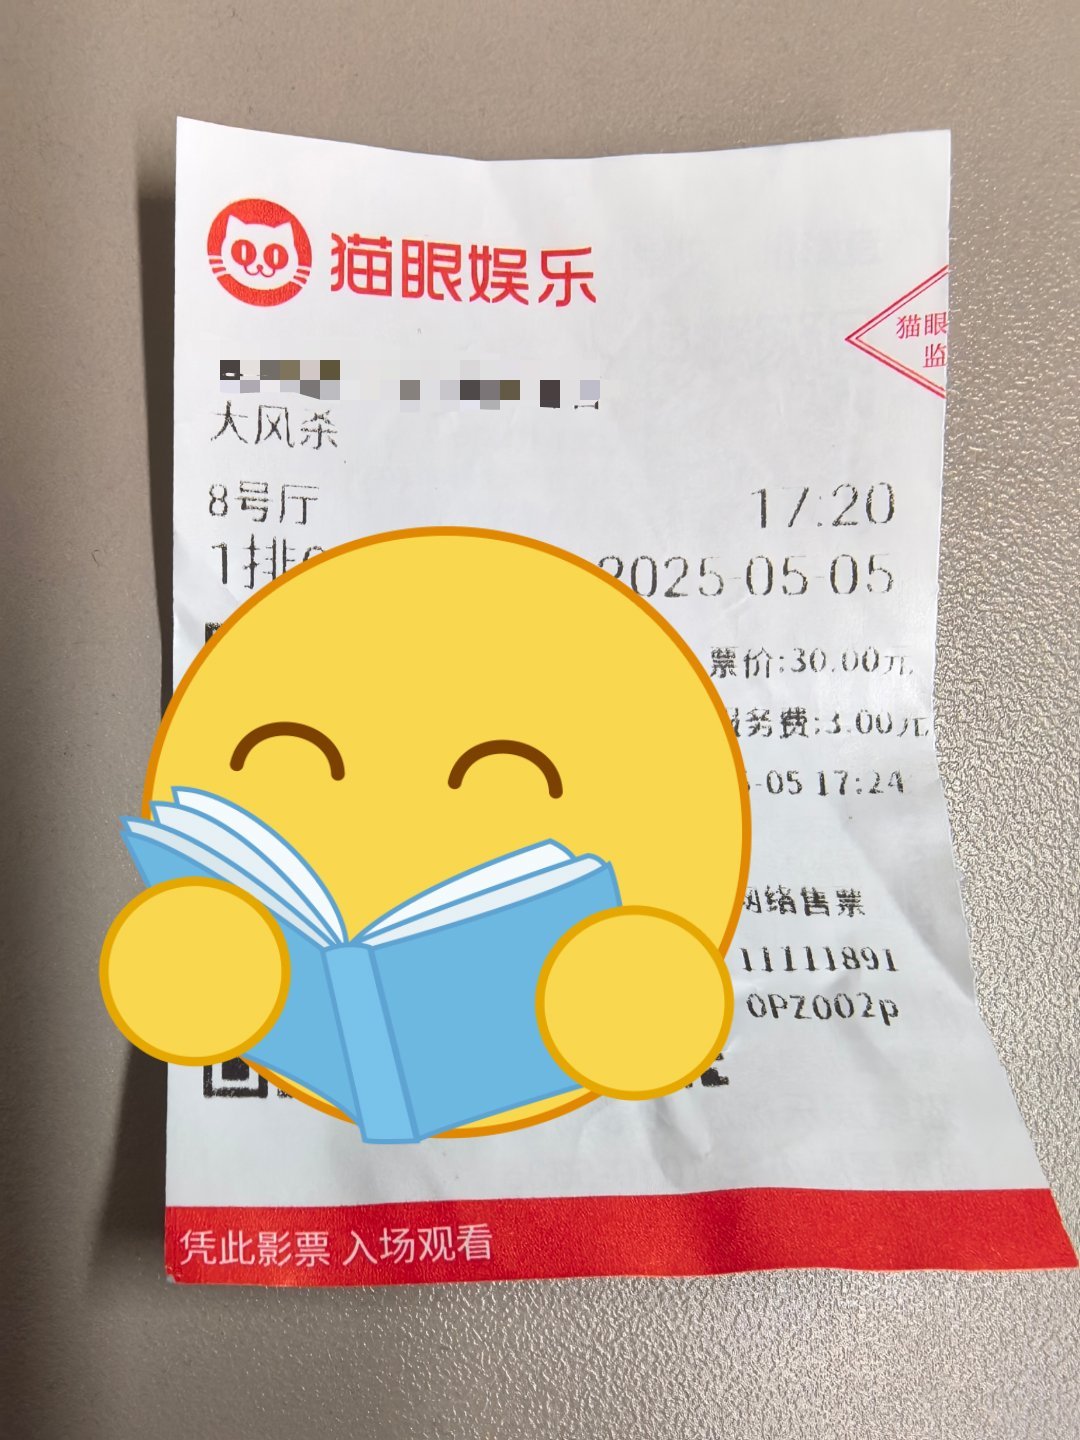 猫眼娱乐
猫眼
监
大风杀
8号厅
17:20
1排
2025-05-05
票价:30.00元
服务费:3.00元
-05 17:24
网络售票
11111891
0PZ002p
凭此影票 入场观看